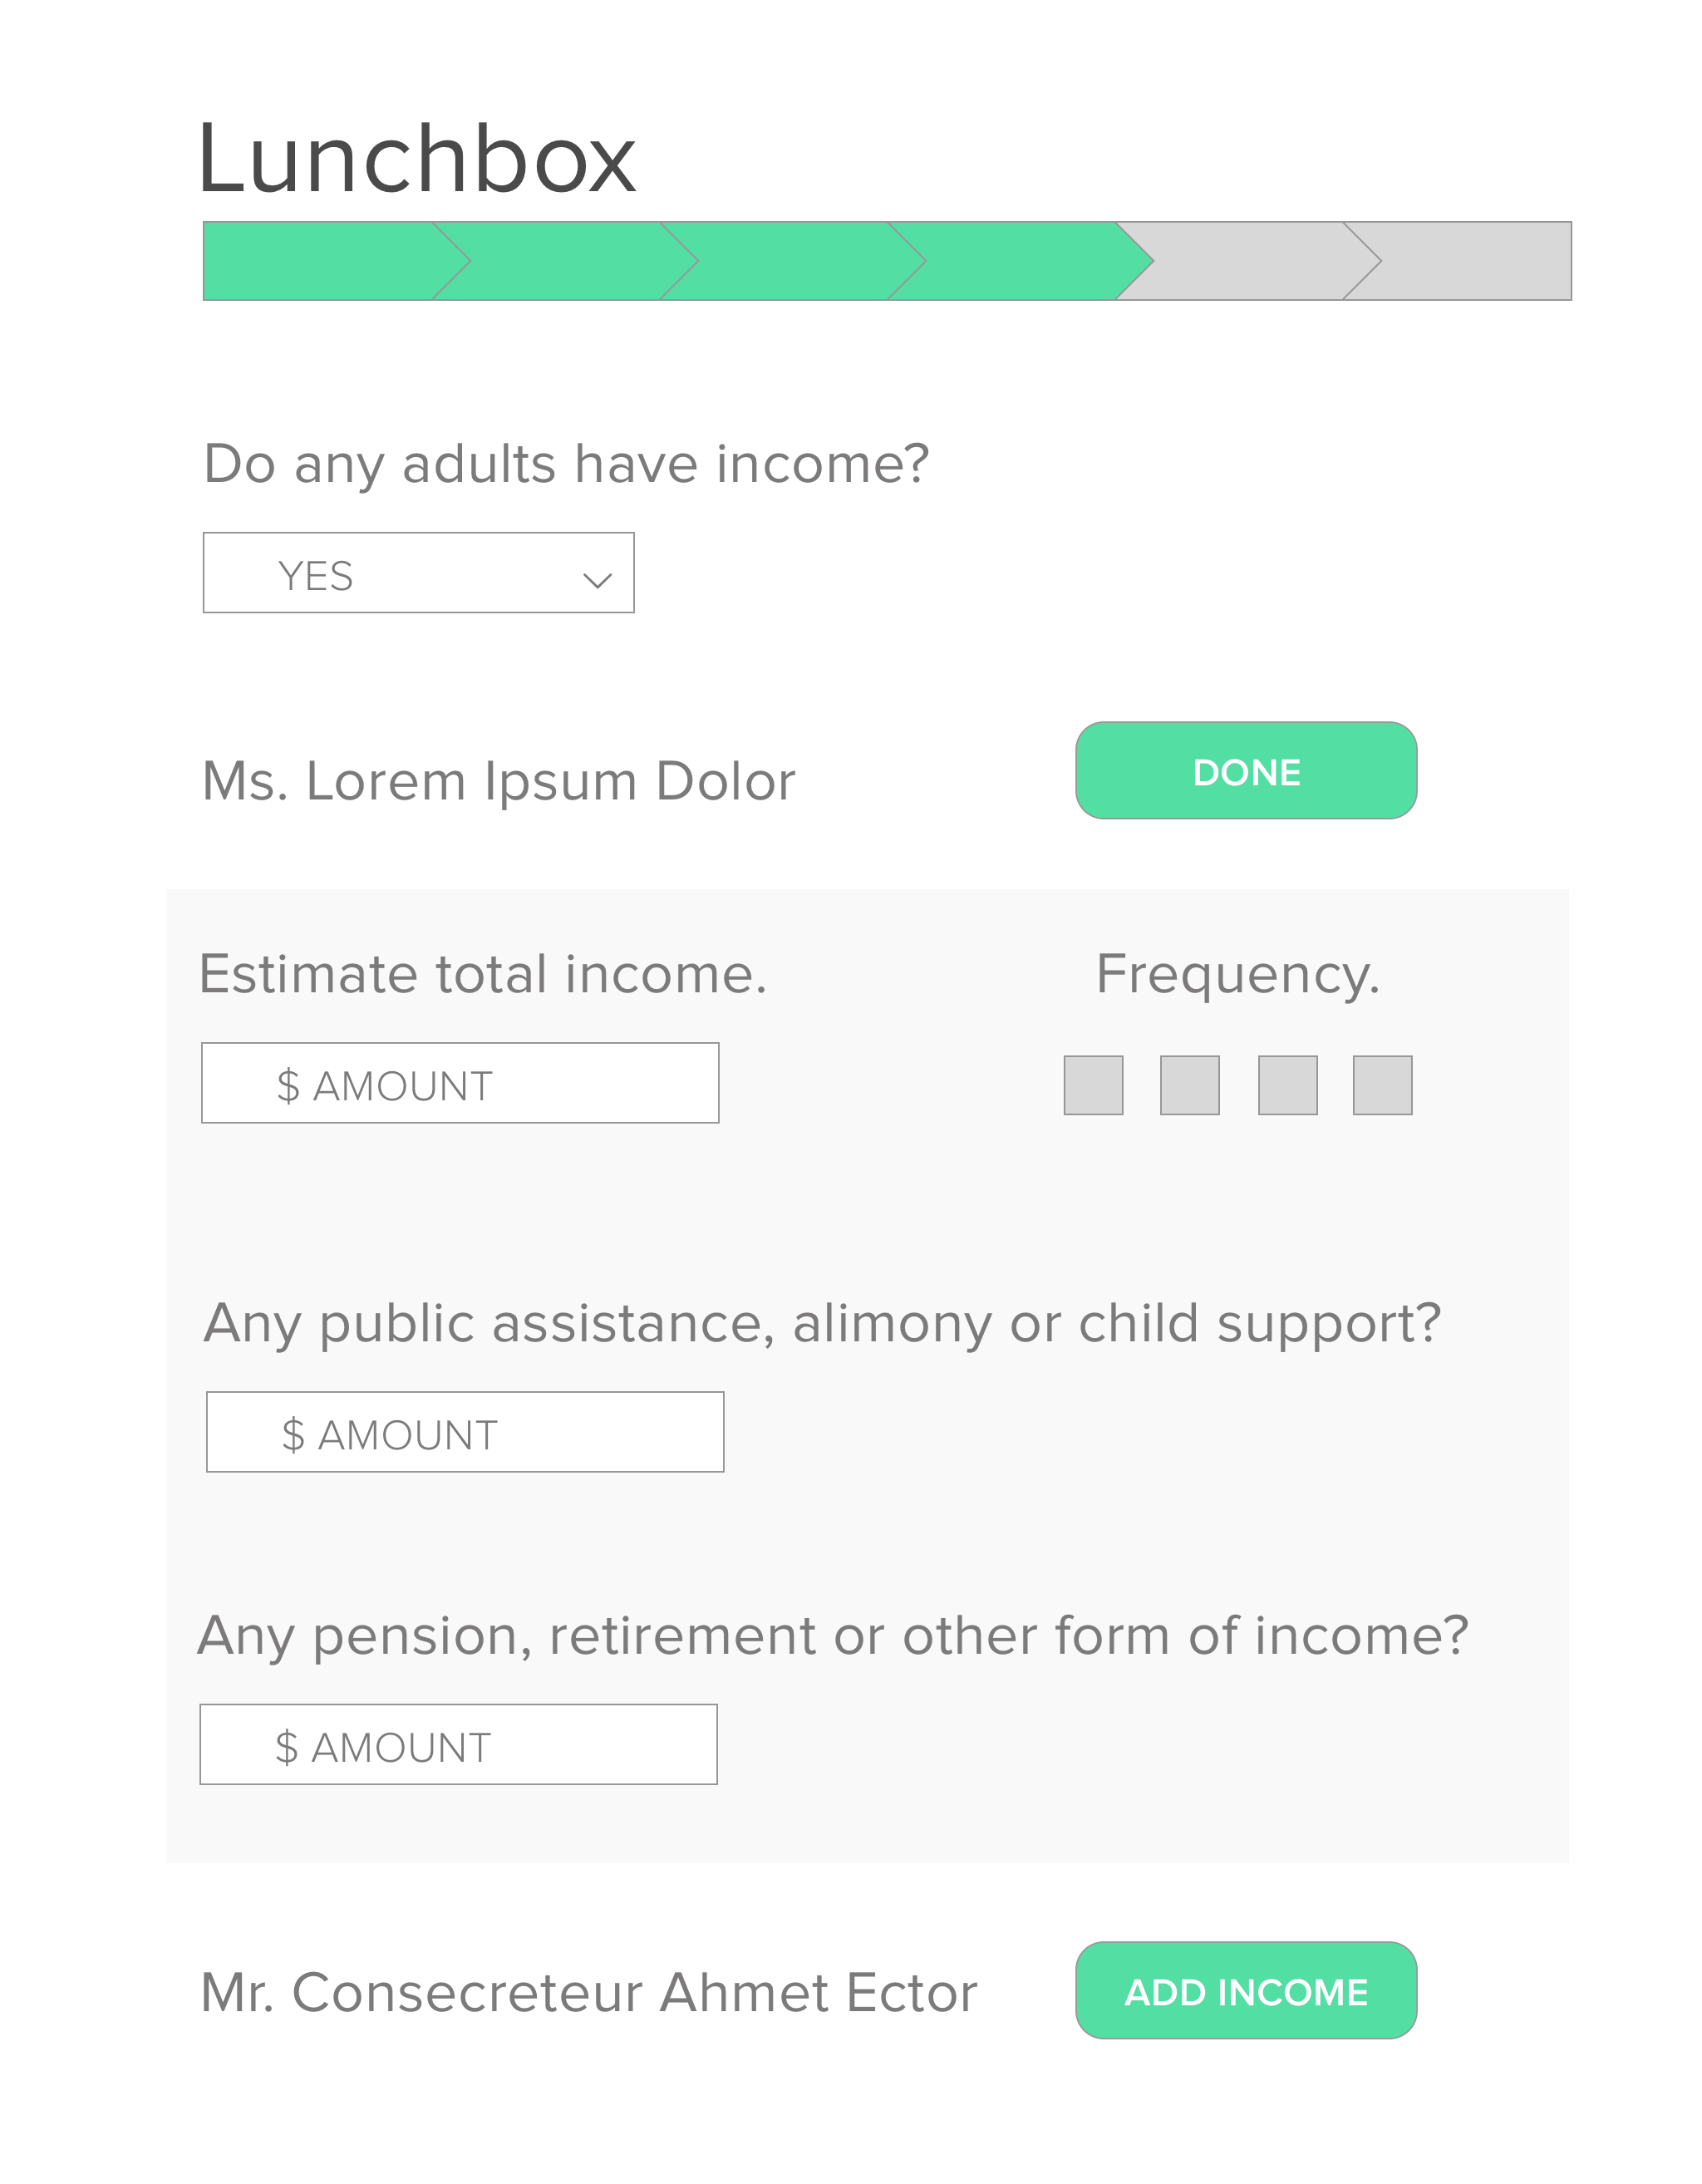 Lunchbox
Do any adults have income?
YES
Ms. Lorem Ipsum Dolor
DONE
Estimate total income.
Frequency.
$ AMOUNT
Any public assistance, alimony or child support?
$ AMOUNT
Any pension, retirement or other form of income?
$ AMOUNT
Mr. Consecreteur Ahmet Ector
ADD INCOME